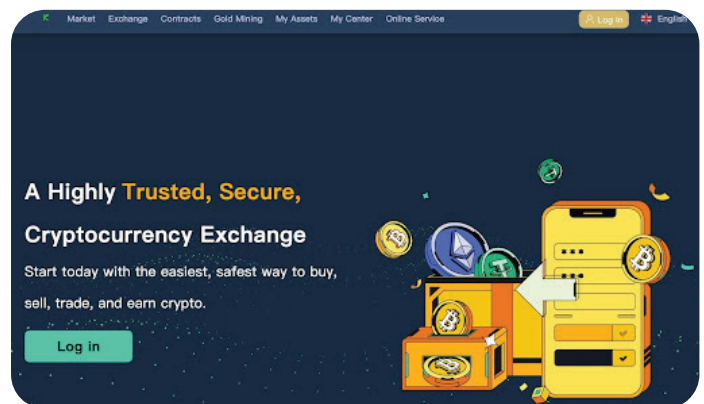 Market Exchange Contracts Gold Mining My Assets My Center Online Service Log In English
A Highly Trusted, Secure,
Cryptocurrency Exchange
Start today with the easiest, safest way to buy,
sell, trade, and earn crypto.
Log in